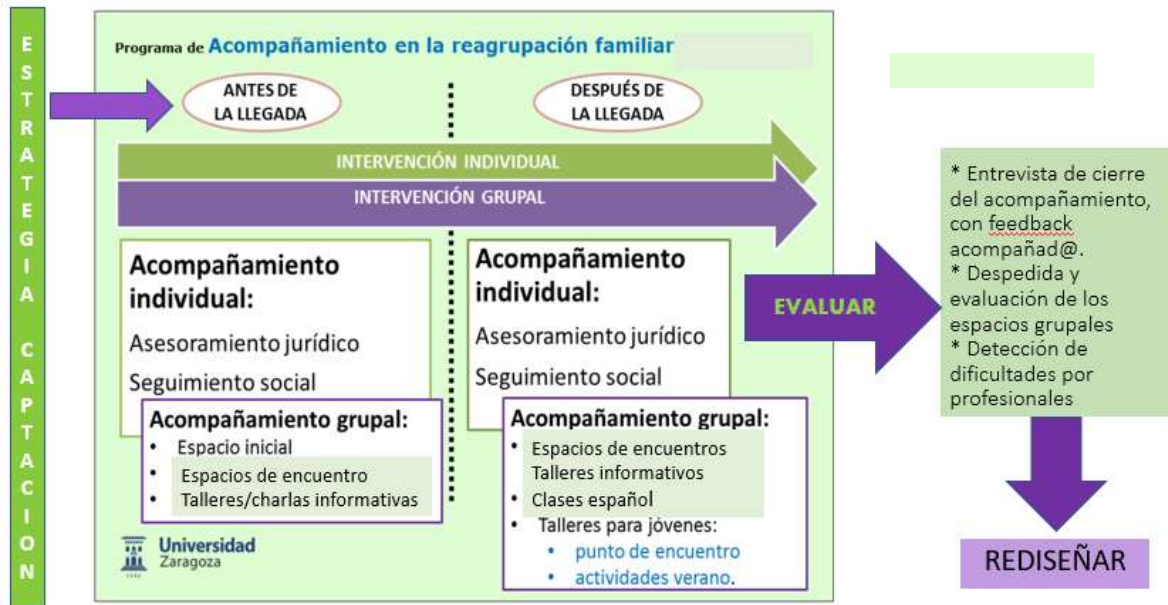 ESTRATEGIA CAPTACION
Programa de Acompañamiento en la reagrupación familiar
ANTES DE
LA LLEGADA
DESPUÉS DE
LA LLEGADA
INTERVENCIÓN INDIVIDUAL
INTERVENCIÓN GRUPAL
Acompañamiento
individual:
Asesoramiento jurídico
Seguimiento social
Acompañamiento grupal:
• Espacio inicial
• Espacios de encuentro
• Talleres/charlas informativas
Acompañamiento
individual:
Asesoramiento jurídico
Seguimiento social
Acompañamiento grupal:
• Espacios de encuentros
Talleres informativos
• Clases español
• Talleres para jóvenes:
• punto de encuentro
• actividades verano.
Universidad
Zaragoza
EVALUAR
* Entrevista de cierre
del acompañamiento,
con feedback
acompañad@.
* Despedida y
evaluación de los
espacios grupales
* Detección de
dificultades por
profesionales
REDISEÑAR